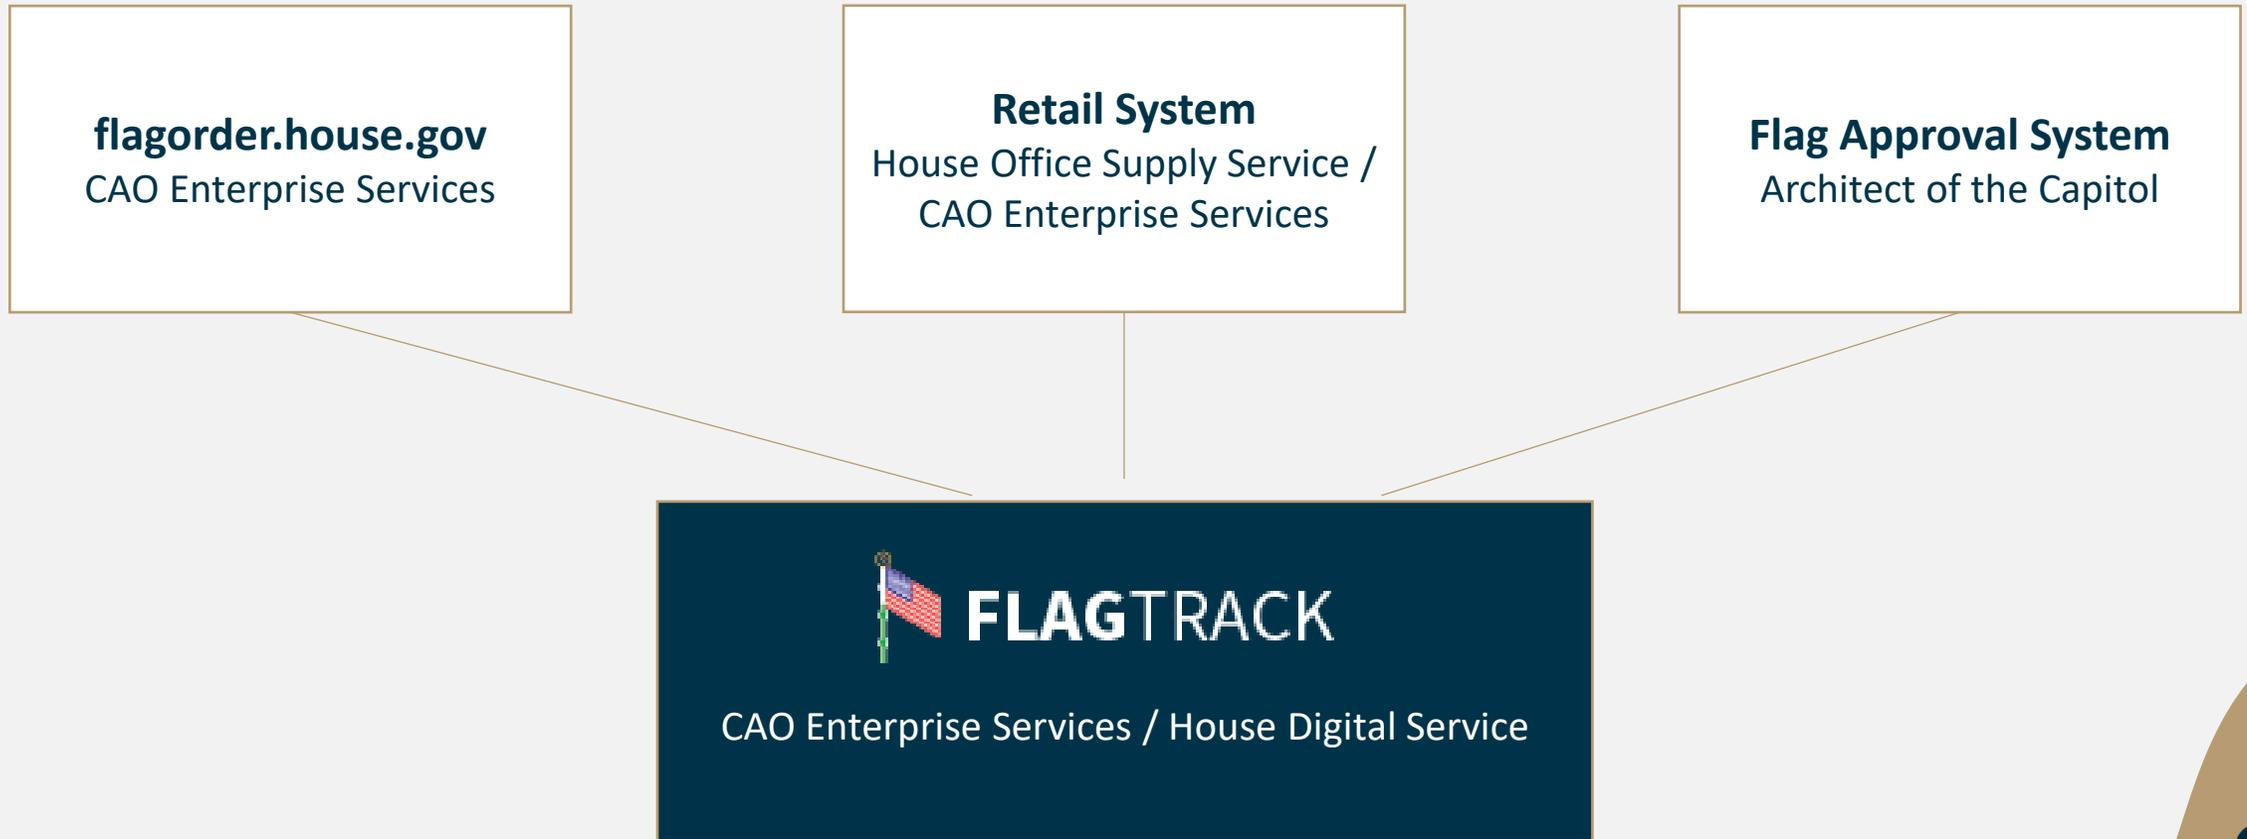 flagorder.house.gov
CAO Enterprise Services
Retail System
House Office Supply Service /
CAO Enterprise Services
Flag Approval System
Architect of the Capitol
FLAGTRACK
CAO Enterprise Services / House Digital Service